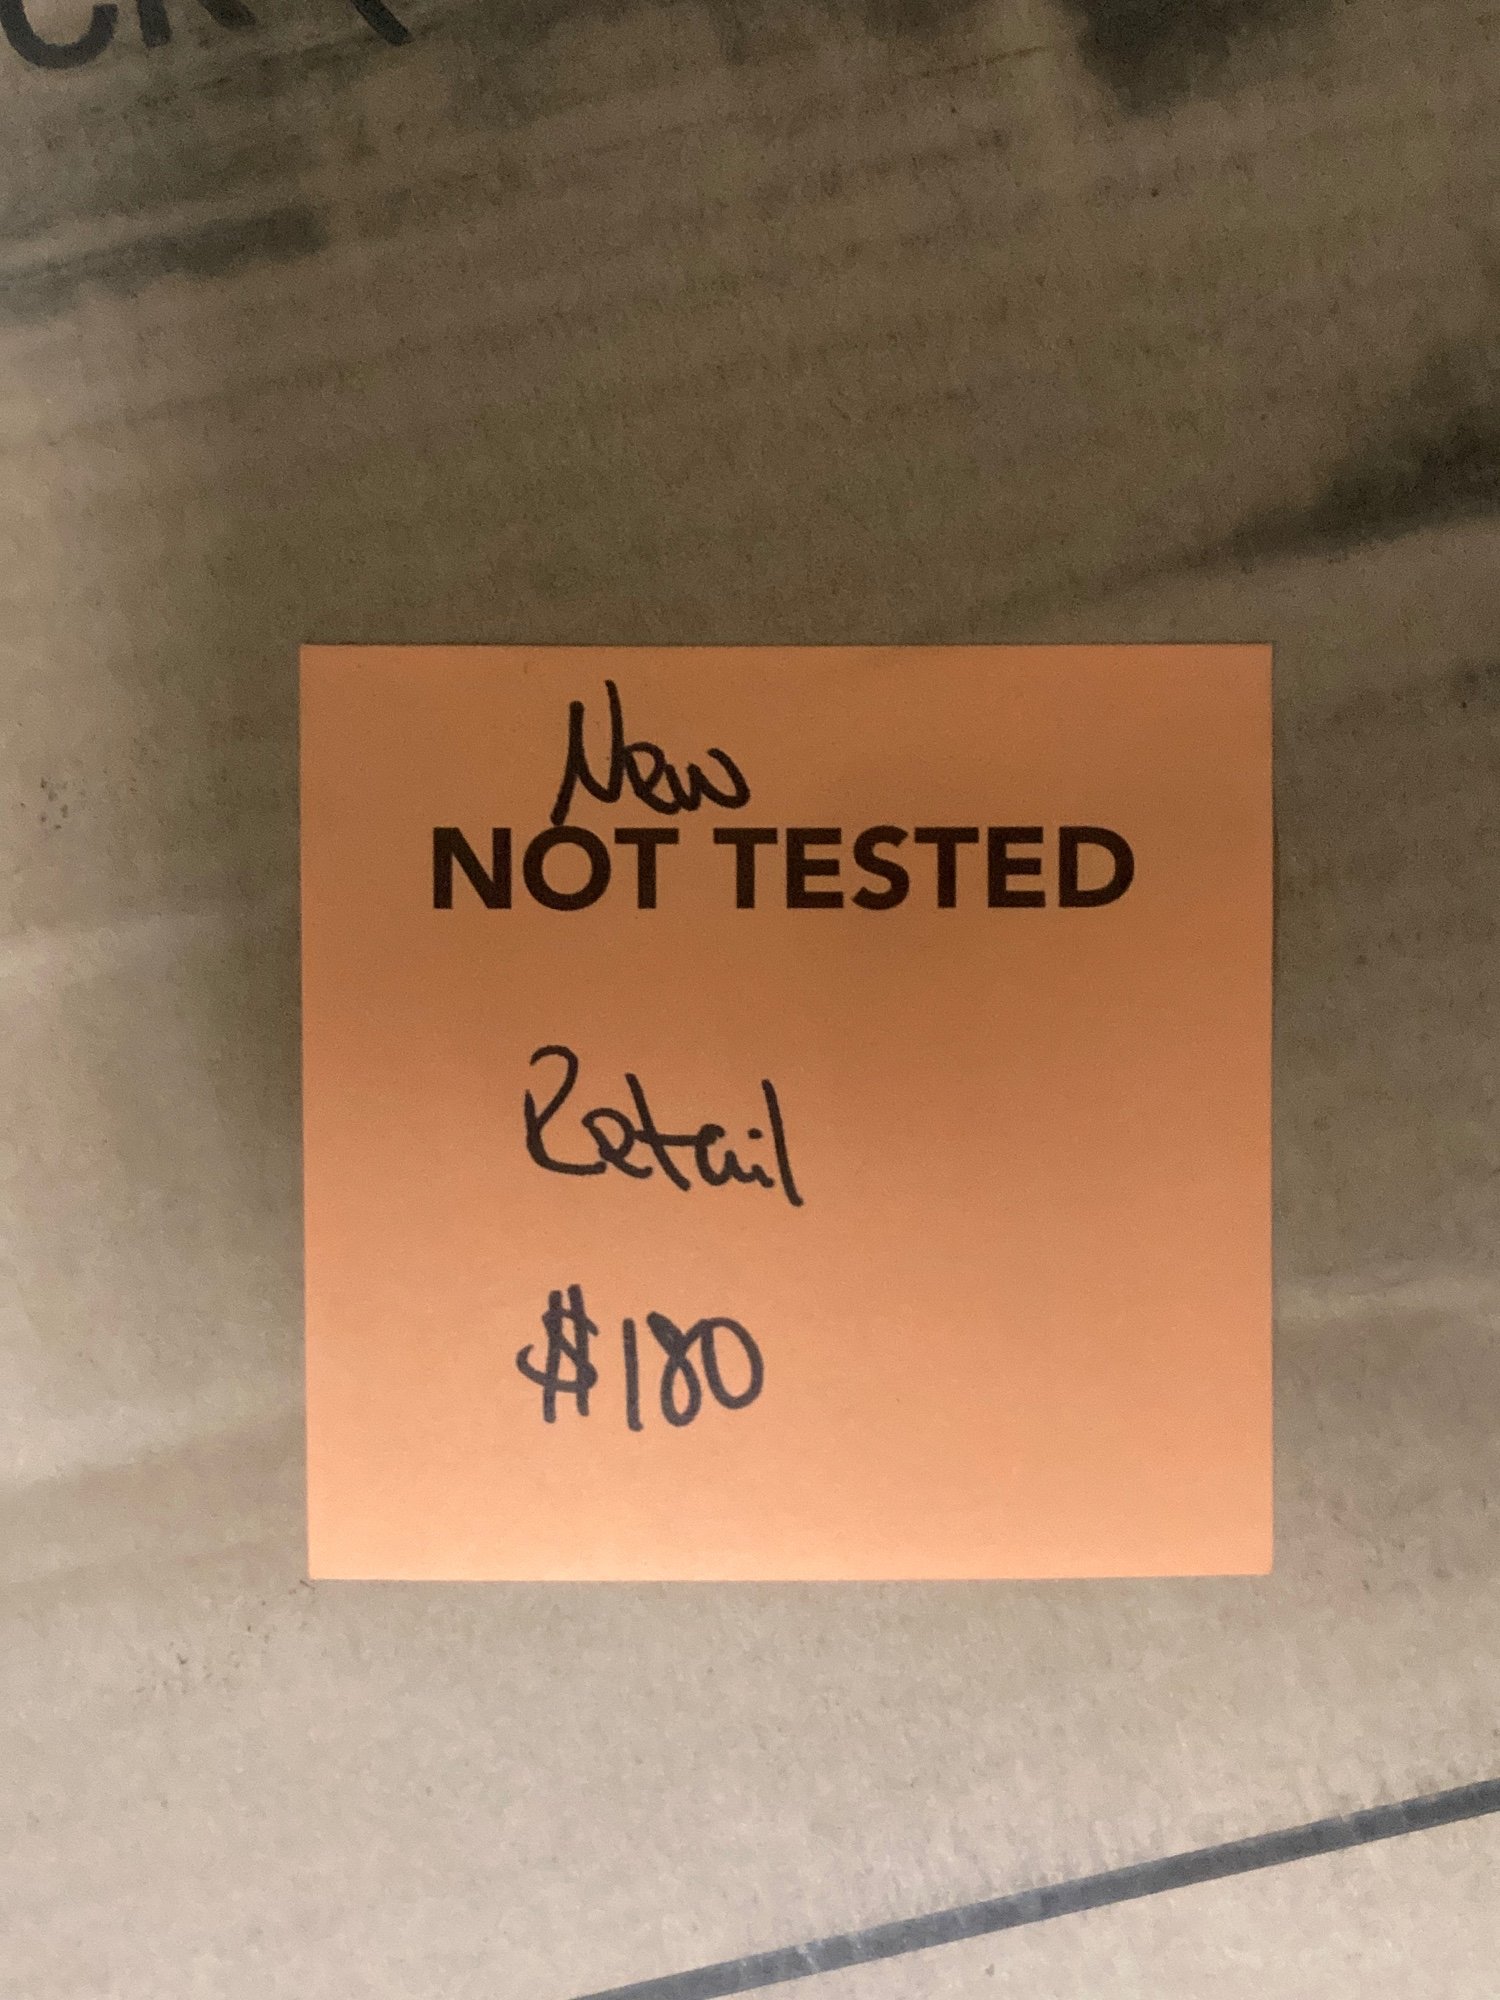 New
NOT TESTED
Retail
$180